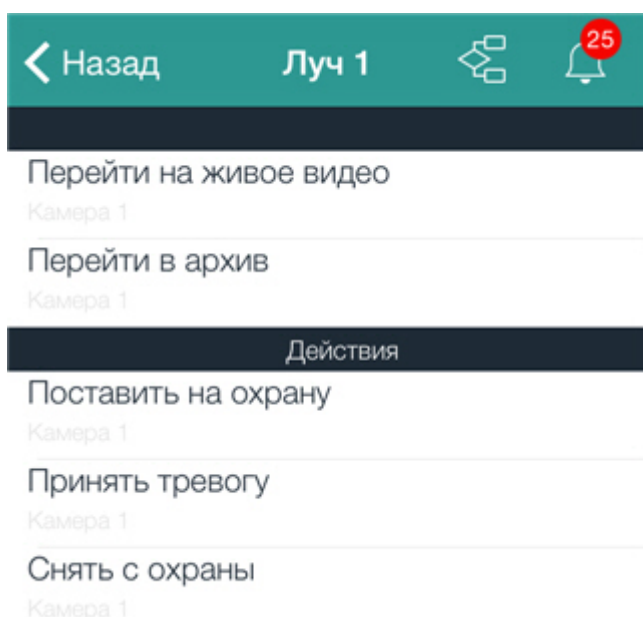 Назад
Луч 1
25
Перейти на живое видео
Камера 1
Перейти в архив
Камера 1
Действия
Поставить на охрану
Камера 1
Принять тревогу
Камера 1
Снять с охраны
Камера 1